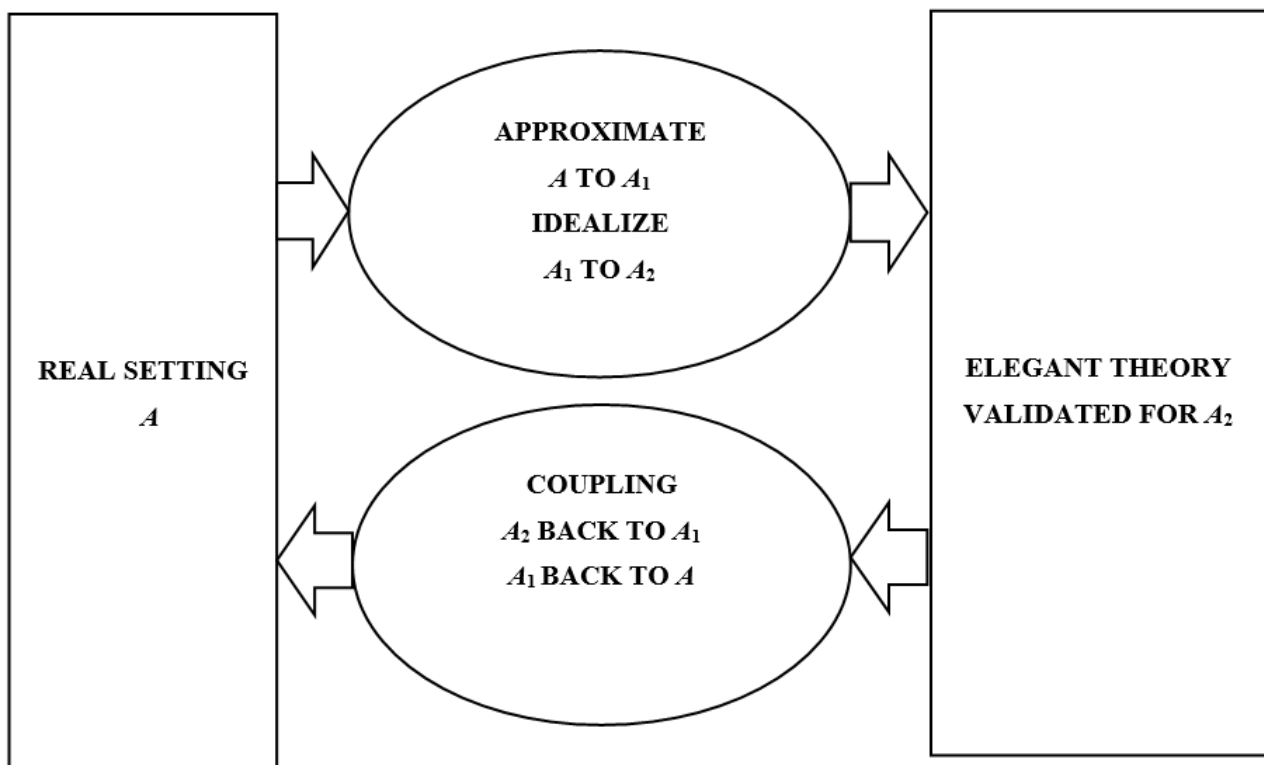 REAL SETTING
A
APPROXIMATE
A TO A₁
IDEALIZE
A₁ TO A₂
COUPLING
A₂ BACK TO A₁
A₁ BACK TO A
ELEGANT THEORY
VALIDATED FOR A₂